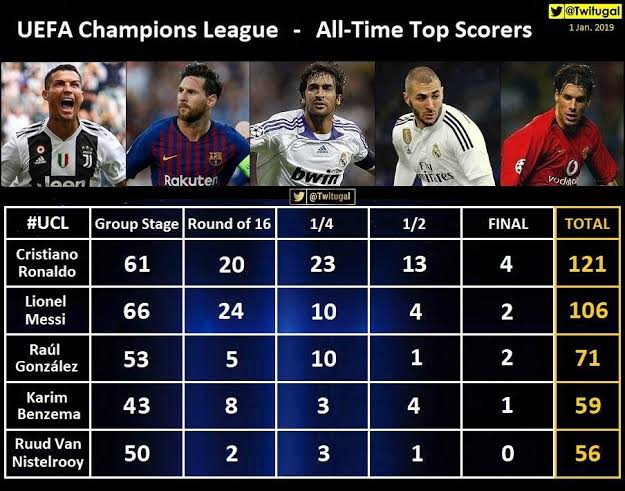 UEFA Champions League - All-Time Top Scorers
@Twitugal
1 Jan. 2019
Jeep
Rakuten
bwin
Fly
Emirates
vodafone
@Twitugal
#UCL Group Stage Round of 16 1/4 1/2 FINAL TOTAL
Cristiano
Ronaldo 61 20 23 13 4 121
Lionel
Messi 66 24 10 4 2 106
Raúl
González 53 5 10 1 2 71
Karim
Benzema 43 8 3 4 1 59
Ruud Van
Nistelrooy 50 2 3 1 0 56